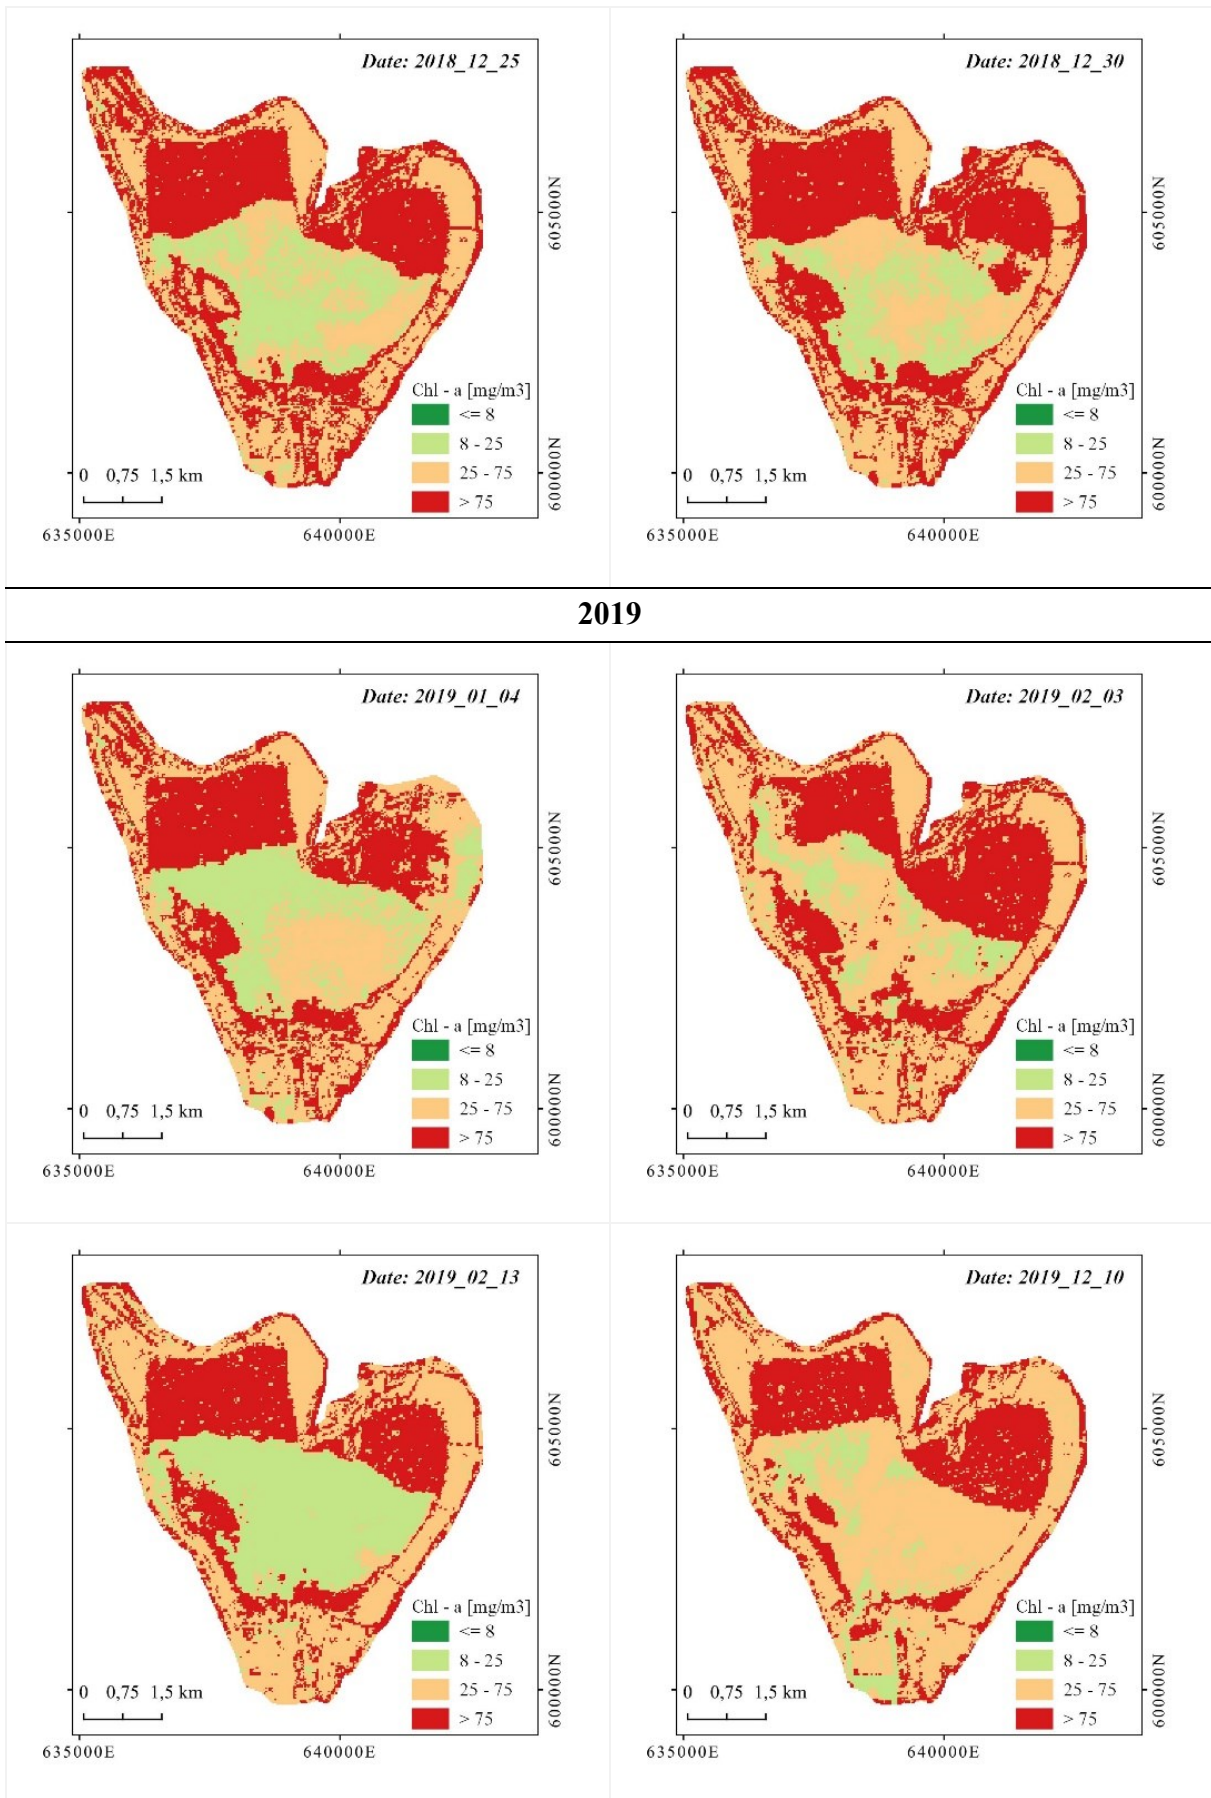 Date: 2018_12_25
605000N
Chl - a [mg/m3]
<= 8
8 - 25
25 - 75
> 75
0 0,75 1,5 km
600000N
635000E 640000E
Date: 2018_12_30
605000N
Chl - a [mg/m3]
<= 8
8 - 25
25 - 75
> 75
0 0,75 1,5 km
600000N
635000E 640000E
2019
Date: 2019_01_04
605000N
Chl - a [mg/m3]
<= 8
8 - 25
25 - 75
> 75
0 0,75 1,5 km
600000N
635000E 640000E
Date: 2019_02_03
605000N
Chl - a [mg/m3]
<= 8
8 - 25
25 - 75
> 75
0 0,75 1,5 km
600000N
635000E 640000E
Date: 2019_02_13
605000N
Chl - a [mg/m3]
<= 8
8 - 25
25 - 75
> 75
0 0,75 1,5 km
600000N
635000E 640000E
Date: 2019_12_10
605000N
Chl - a [mg/m3]
<= 8
8 - 25
25 - 75
> 75
0 0,75 1,5 km
600000N
635000E 640000E